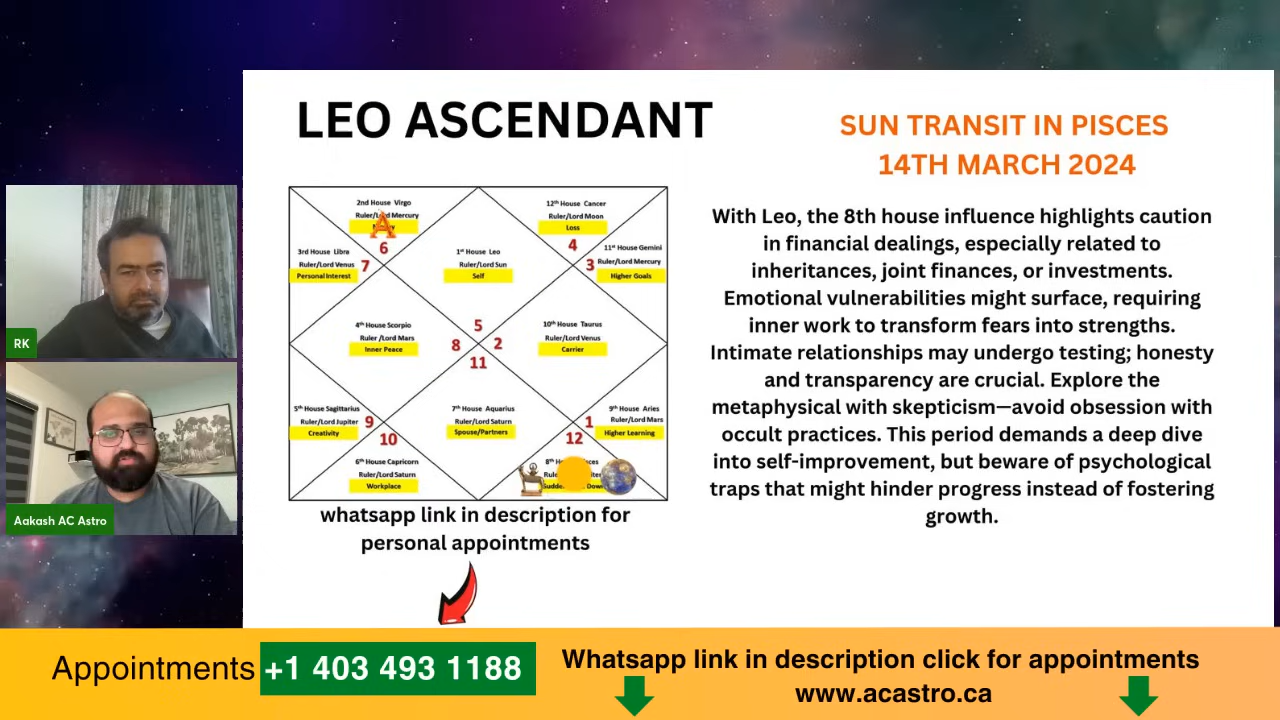 LEO ASCENDANT
SUN TRANSIT IN PISCES
14TH MARCH 2024
2nd House Virgo
Ruler/Lord Mercury
6
12th House Cancer
Ruler/Lord Moon
Loss
4
3rd House Libra
Ruler/Lord Venus
Personal Interest
7
1st House Leo
Ruler/Lord Sun
Self
11th House Gemini
Ruler/Lord Mercury
Higher Goals
3
4th House Scorpio
Ruler /Lord Mars
Inner Peace
5
8 2
11
10th House Taurus
Ruler/Lord Venus
Carrier
5th House Sagittarius
Ruler/Lord Jupiter
Creativity
9
10
7th House Aquarius
Ruler/Lord Saturn
Spouse/Partners
9th House Aries
Ruler/Lord Mars
Higher Learning
1
12
6th House Capricorn
Ruler/Lord Saturn
Workplace
8th
With Leo, the 8th house influence highlights caution
in financial dealings, especially related to
inheritances, joint finances, or investments.
Emotional vulnerabilities might surface, requiring
inner work to transform fears into strengths.
Intimate relationships may undergo testing; honesty
and transparency are crucial. Explore the
metaphysical with skepticism—avoid obsession with
occult practices. This period demands a deep dive
into self-improvement, but beware of psychological
traps that might hinder progress instead of fostering
growth.
whatsapp link in description for
personal appointments
RK
Aakash AC Astro
Appointments +1 403 493 1188
Whatsapp link in description click for appointments
www.acastro.ca